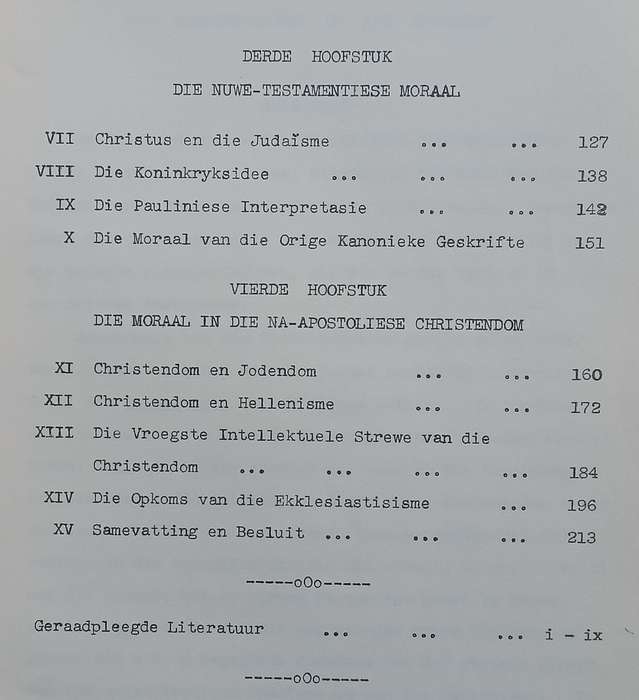 DERDE HOOFSTUK
DIE NUWE-TESTAMENTIESE MORAAL
VII Christus en die Judaïsme ... ... 127
VIII Die Koninkryksidee ... ... ... 138
IX Die Pauliniese Interpretasie ... ... 142
X Die Moraal van die Orige Kanonieke Geskrifte 151
VIERDE HOOFSTUK
DIE MORAAL IN DIE NA-APOSTOLIESE CHRISTENDOM
XI Christendom en Jodendom ... ... 160
XII Christendom en Hellenisme ... ... 172
XIII Die Vroegste Intellektuele Strewe van die
Christendom ... ... ... ... 184
XIV Die Opkoms van die Ekklesiastisisme ... 196
XV Samevatting en Besluit ... ... ... 213
-----oOo-----
Geraadpleegde Literatuur ... ... ... i - ix
-----oOo-----